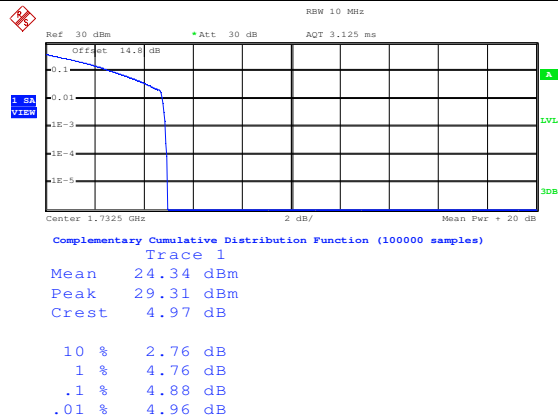 RBW 10 MHz
Ref 30 dBm *Att 30 dB AQT 3.125 ms
Offset 14.8 dB
0.1
A
1 SA
VIEW
0.01
1E-3
LVL
1E-4
1E-5
3DB
Center 1.7325 GHz 2 dB/ Mean Pwr + 20 dB
Complementary Cumulative Distribution Function (100000 samples)
Trace 1
Mean 24.34 dBm
Peak 29.31 dBm
Crest 4.97 dB
10 % 2.76 dB
1 % 4.76 dB
.1 % 4.88 dB
.01 % 4.96 dB